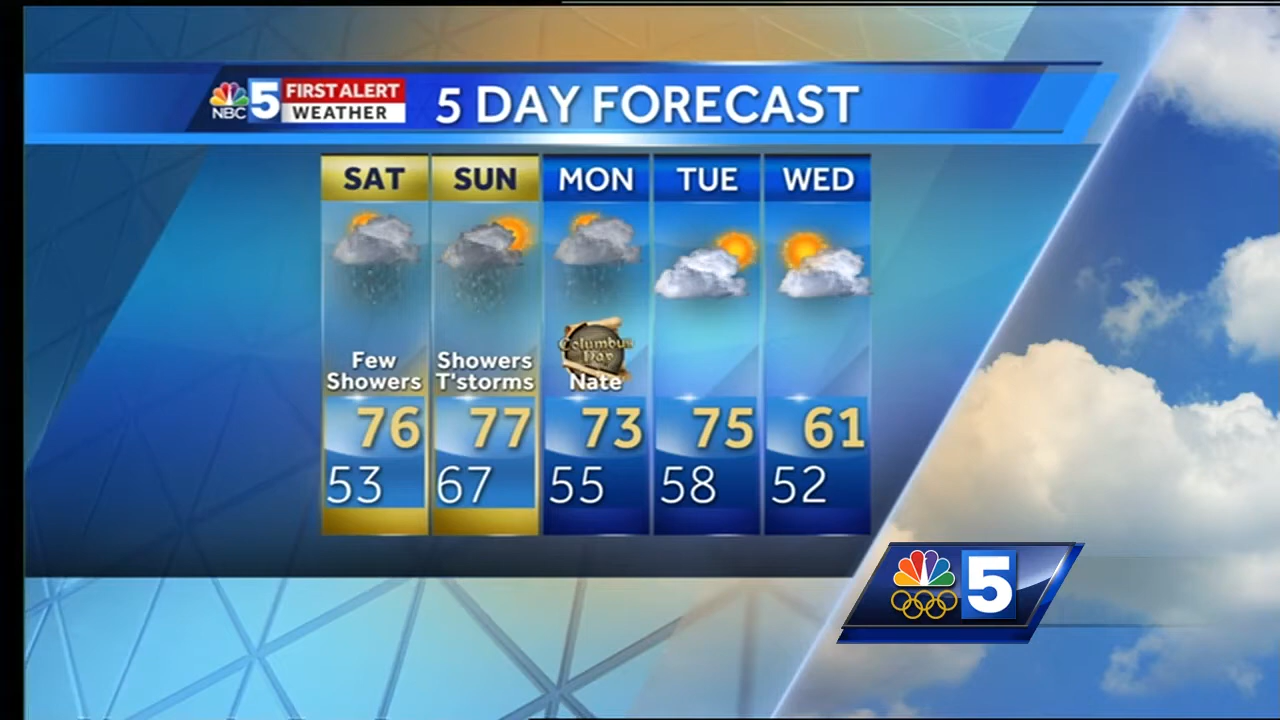 NBC 5 FIRST ALERT WEATHER
5 DAY FORECAST
SAT SUN MON TUE WED
Few Showers
Showers T'storms
Columbus Day
Nate
76 77 73 75 61
53 67 55 58 52
5